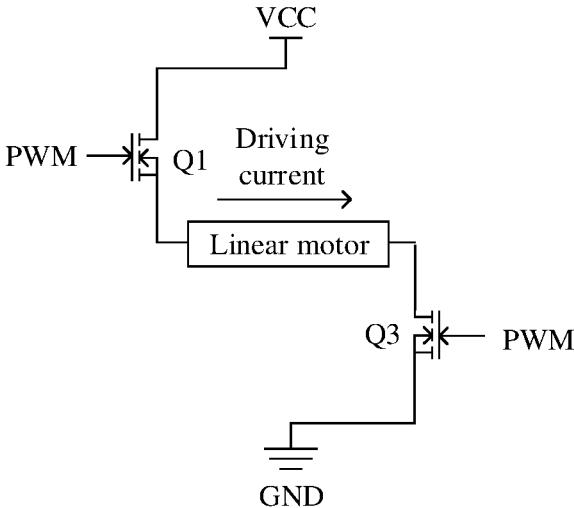 VCC
Driving
current
PWM
Q1
Linear motor
Q3
PWM
GND